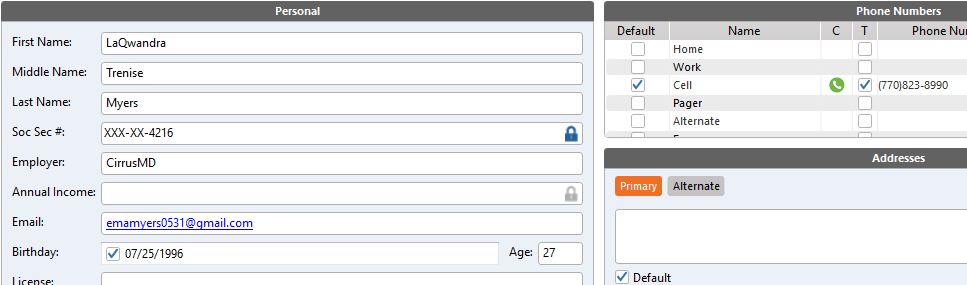 Personal
First Name: LaQwandra
Middle Name: Trenise
Last Name: Myers
Soc Sec #: XXX-XX-4216
Employer: CirrusMD
Annual Income:
Email: emamyers0531@gmail.com
Birthday: 07/25/1996 Age: 27
License:
Phone Numbers
Default Name C T Phone Nu
Home
Work
Cell (770)823-8990
Pager
Alternate
Addresses
Primary Alternate
Default